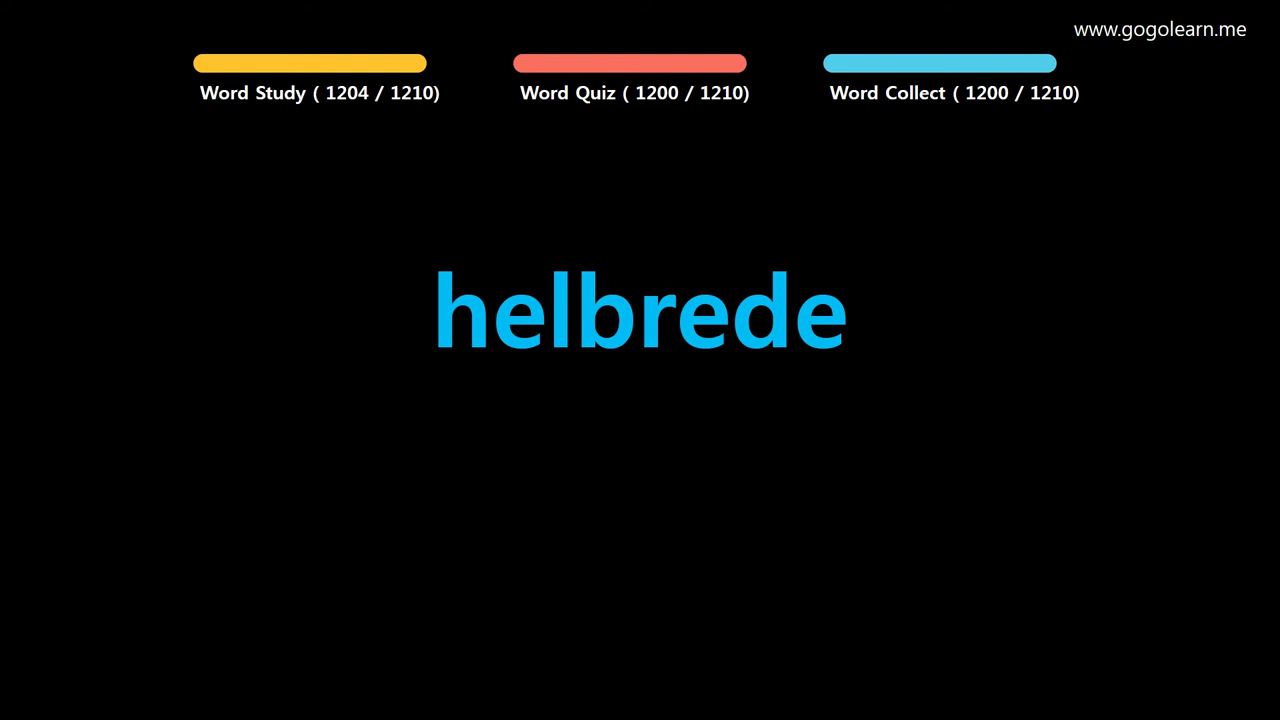 www.gogolearn.me
Word Study ( 1204 / 1210)
Word Quiz ( 1200 / 1210)
Word Collect ( 1200 / 1210)
helbrede